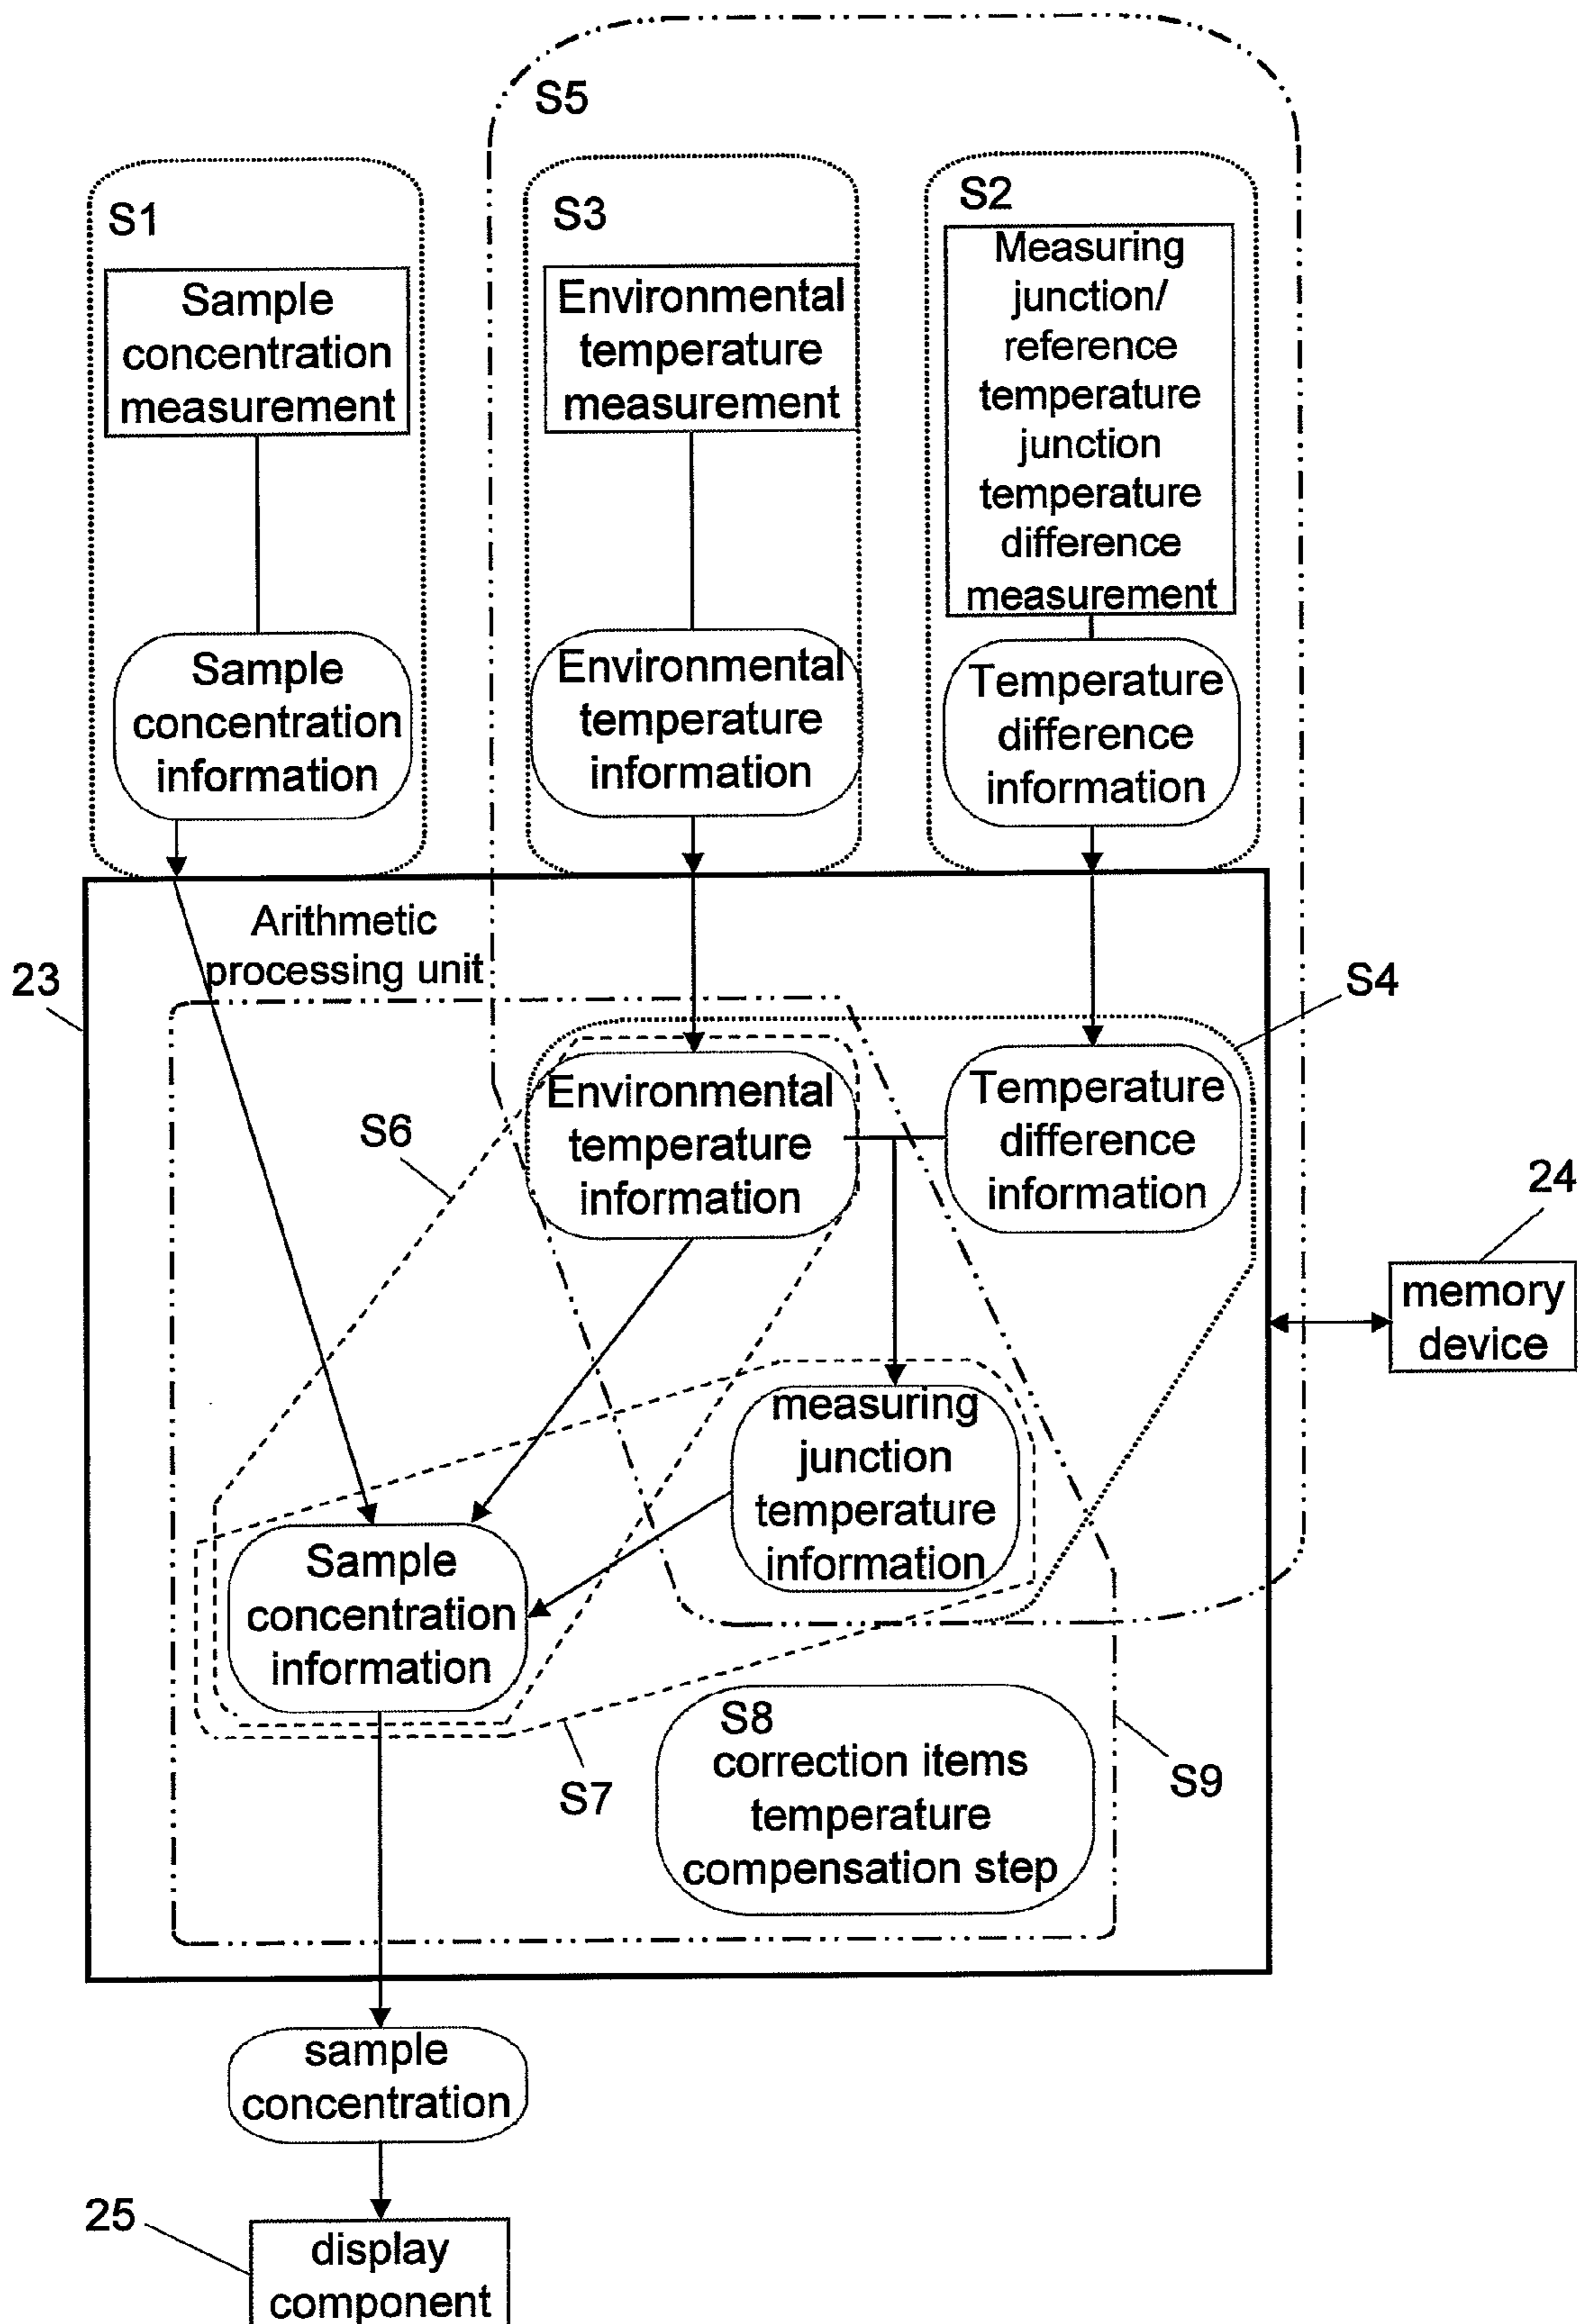 S5
S1
Sample
concentration
measurement
Sample
concentration
information
S3
Environmental
temperature
measurement
Environmental
temperature
information
S2
Measuring
junction/
reference
temperature
junction
temperature
difference
measurement
Temperature
difference
information
23
Arithmetic
processing unit
S4
Environmental
temperature
information
Temperature
difference
information
S6
24
memory
device
measuring
junction
temperature
information
Sample
concentration
information
S7
S8
correction items
temperature
compensation step
S9
sample
concentration
25
display
component